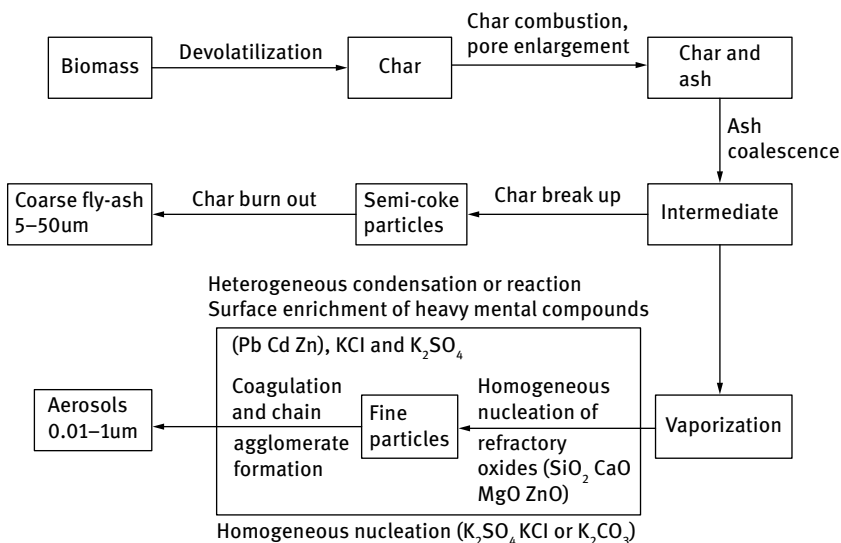 Biomass
Devolatilization
Char
Char combustion,
pore enlargement
Char and
ash
Ash
coalescence
Intermediate
Char break up
Semi-coke
particles
Char burn out
Coarse fly-ash
5–50um
Heterogeneous condensation or reaction
Surface enrichment of heavy mental compounds
(Pb Cd Zn), KCI and K₂SO₄
Vaporization
Homogeneous
nucleation of
refractory
oxides (SiO₂ CaO
MgO ZnO)
Fine
particles
Coagulation
and chain
agglomerate
formation
Aerosols
0.01–1um
Homogeneous nucleation (K₂SO₄ KCI or K₂CO₃)